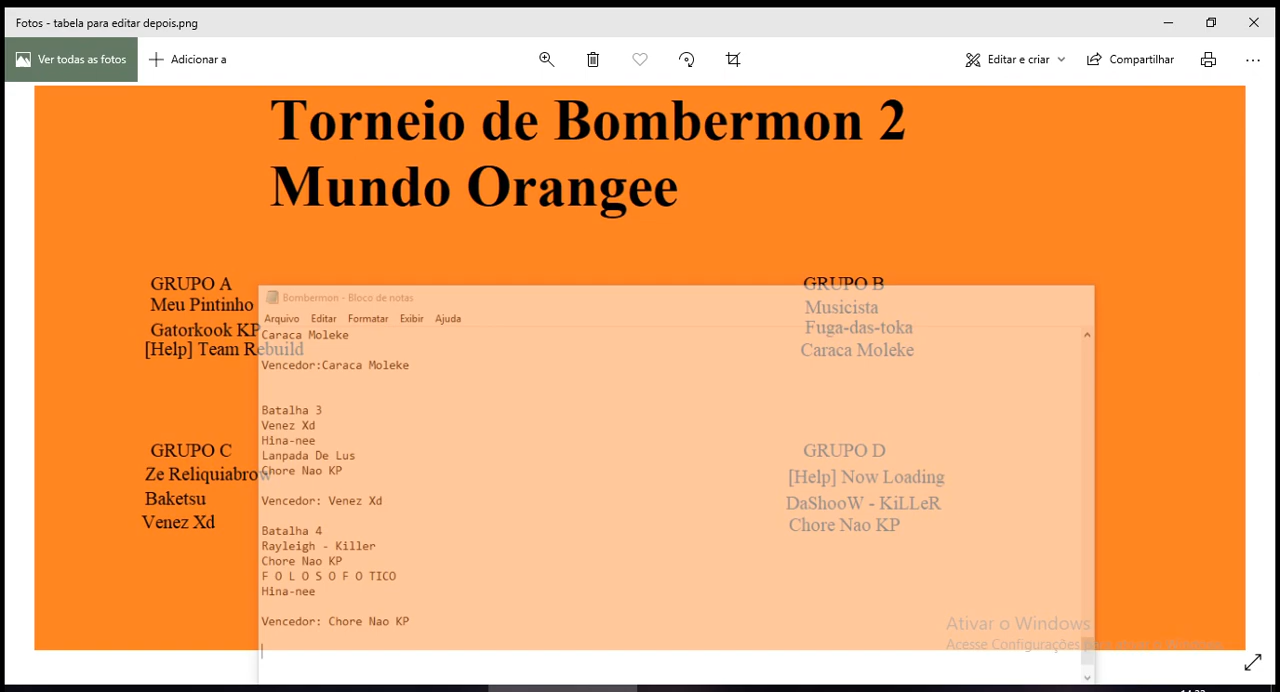 Fotos - tabela para editar depois.png
Ver todas as fotos
Adicionar a
Editar e criar
Compartilhar
Torneio de Bombermon 2
Mundo Orangee
GRUPO A
Meu Pintinho
Gatorkook KP
[Help] Team Rebuild
GRUPO B
Musicista
Fuga-das-toka
Caraca Moleke
GRUPO C
Ze Reliquiabrow
Baketsu
Venez Xd
GRUPO D
[Help] Now Loading
DaShooW - KiLLeR
Chore Nao KP
Bombermon - Bloco de notas
Arquivo Editar Formatar Exibir Ajuda
Caraca Moleke
Vencedor:Caraca Moleke
Batalha 3
Venez Xd
Hina-nee
Lanpada De Lus
Chore Nao KP
Vencedor: Venez Xd
Batalha 4
Rayleigh - Killer
Chore Nao KP
F O L O S O F O TICO
Hina-nee
Vencedor: Chore Nao KP
Ativar o Windows
Acesse Configurações